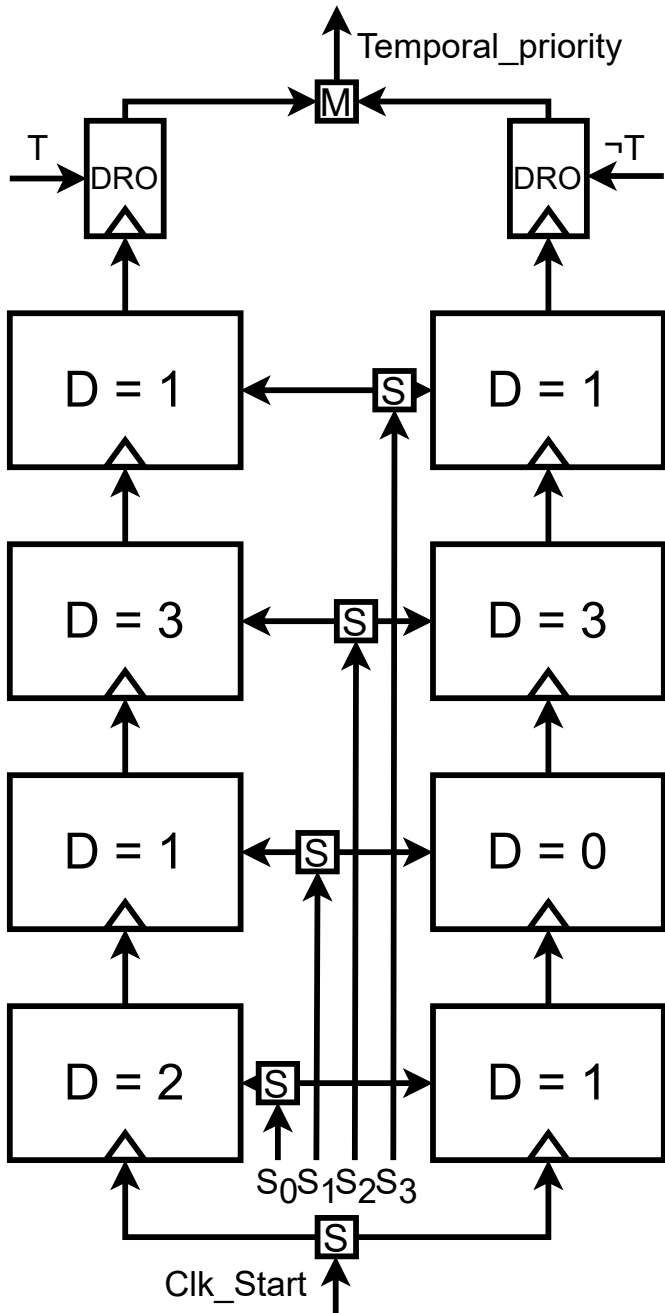 Temporal_priority
M
T
¬T
DRO
DRO
D = 1
S
D = 1
D = 3
S
D = 3
D = 1
S
D = 0
D = 2
S
D = 1
S₀S₁S₂S₃
S
Clk_Start